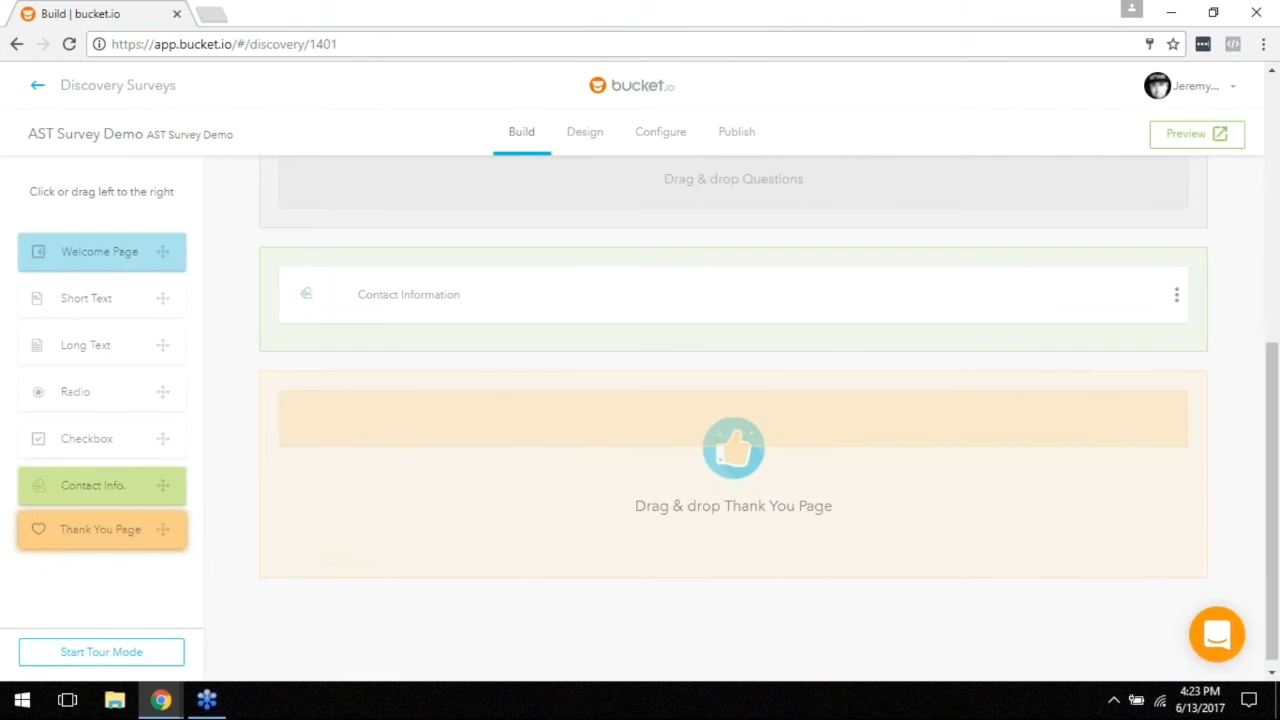 Build | bucket.io
https://app.bucket.io/#/discovery/1401
Discovery Surveys
bucket.io
Jeremy...
AST Survey Demo AST Survey Demo
Build
Design
Configure
Publish
Preview
Click or drag left to the right
Welcome Page
Short Text
Long Text
Radio
Checkbox
Contact Info.
Thank You Page
Start Tour Mode
Drag & drop Questions
Contact Information
Drag & drop Thank You Page
4:23 PM
6/13/2017